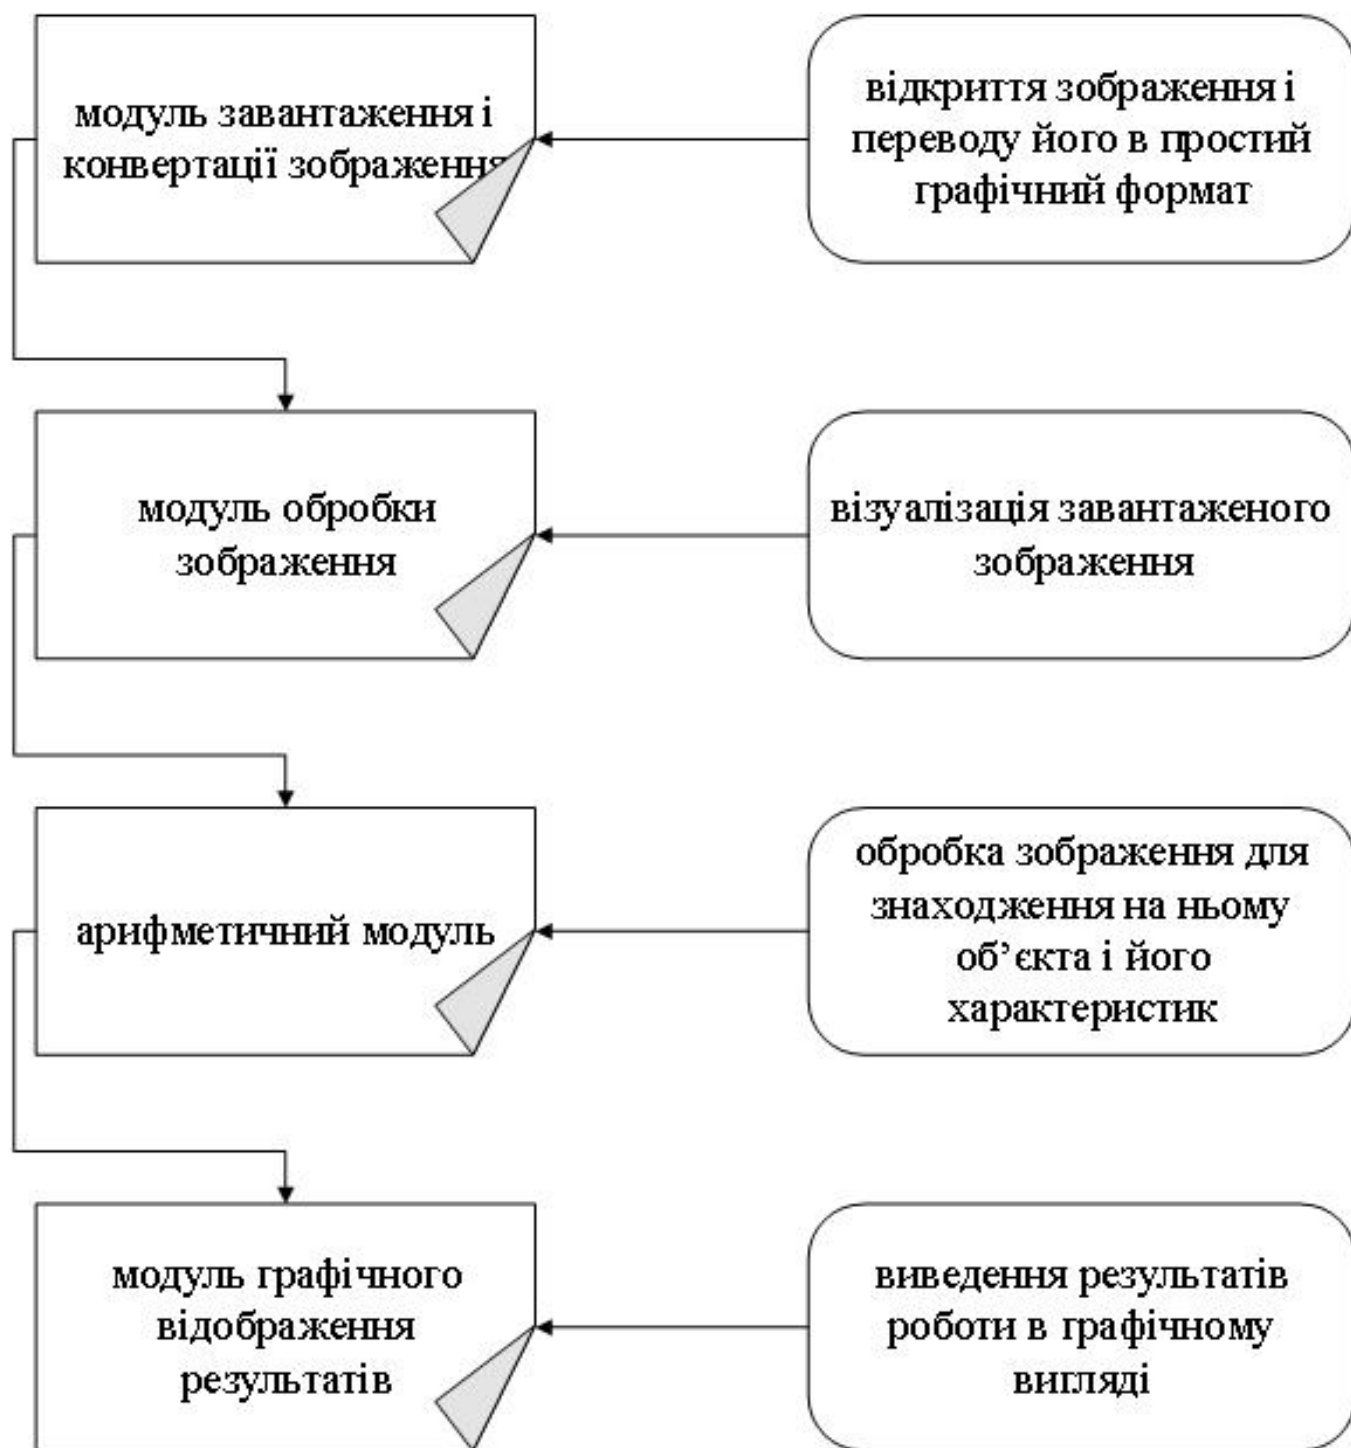 модуль завантаження і
конвертації зображення
відкриття зображення і
переводу його в простий
графічний формат
модуль обробки
зображення
візуалізація завантаженого
зображення
арифметичний модуль
обробка зображення для
знаходження на ньому
об’єкта і його
характеристик
модуль графічного
відображення
результатів
виведення результатів
роботи в графічному
вигляді